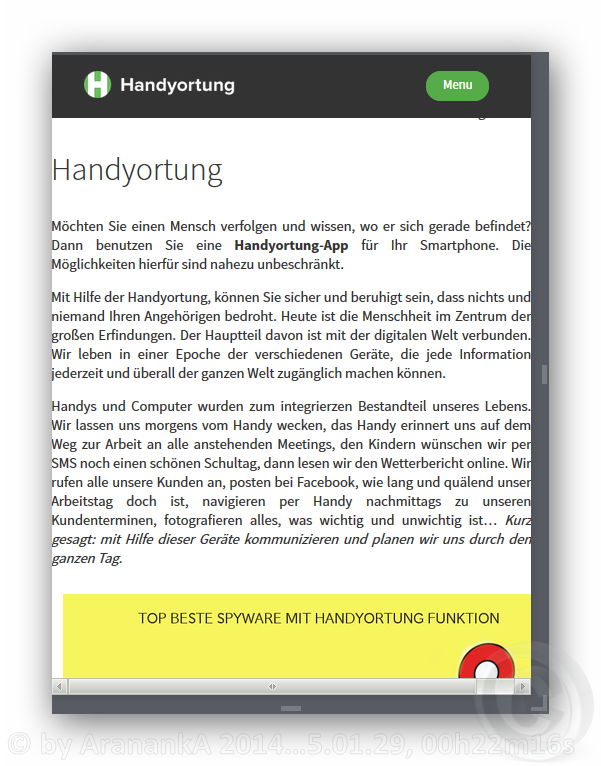 Handyortung
Menu
Handyortung
Möchten Sie einen Mensch verfolgen und wissen, wo er sich gerade befindet?
Dann benutzen Sie eine Handyortung-App für Ihr Smartphone. Die
Möglichkeiten hierfür sind nahezu unbeschränkt.
Mit Hilfe der Handyortung, können Sie sicher und beruhigt sein, dass nichts und
niemand Ihren Angehörigen bedroht. Heute ist die Menschheit im Zentrum der
großen Erfindungen. Der Hauptteil davon ist mit der digitalen Welt verbunden.
Wir leben in einer Epoche der verschiedenen Geräte, die jede Information
jederzeit und überall der ganzen Welt zugänglich machen können.
Handys und Computer wurden zum integrierzen Bestandteil unseres Lebens.
Wir lassen uns morgens vom Handy wecken, das Handy erinnert uns auf dem
Weg zur Arbeit an alle anstehenden Meetings, den Kindern wünschen wir per
SMS noch einen schönen Schultag, dann lesen wir den Wetterbericht online. Wir
rufen alle unsere Kunden an, posten bei Facebook, wie lang und quälend unser
Arbeitstag doch ist, navigieren per Handy nachmittags zu unseren
Kundenterminen, fotografieren alles, was wichtig und unwichtig ist… Kurz
gesagt: mit Hilfe dieser Geräte kommunizieren und planen wir uns durch den
ganzen Tag.
TOP BESTE SPYWARE MIT HANDYORTUNG FUNKTION
© by AranankA 2014...5.01.29, 00h22m16s